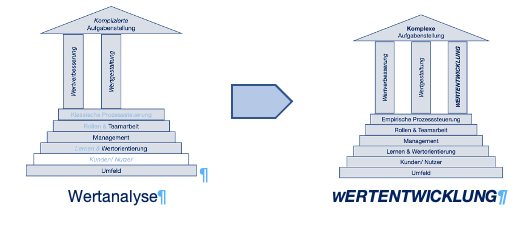 Komplizierte
Aufgabenstellung
Wertverbesserung
Wertgestaltung
Klassische Prozesssteuerung
Rollen & Teamarbeit
Management
Lernen & Wertorientierung
Kunden/ Nutzer
Umfeld
¶
Wertanalyse¶
Komplexe
Aufgabenstellung
Wertverbesserung
Wertgestaltung
WERTENTWICKLUNG
Empirische Prozesssteuerung
Rollen & Teamarbeit
Management
Lernen & Wertorientierung
Kunden/ Nutzer
Umfeld
wERTENTWICKLUNG¶